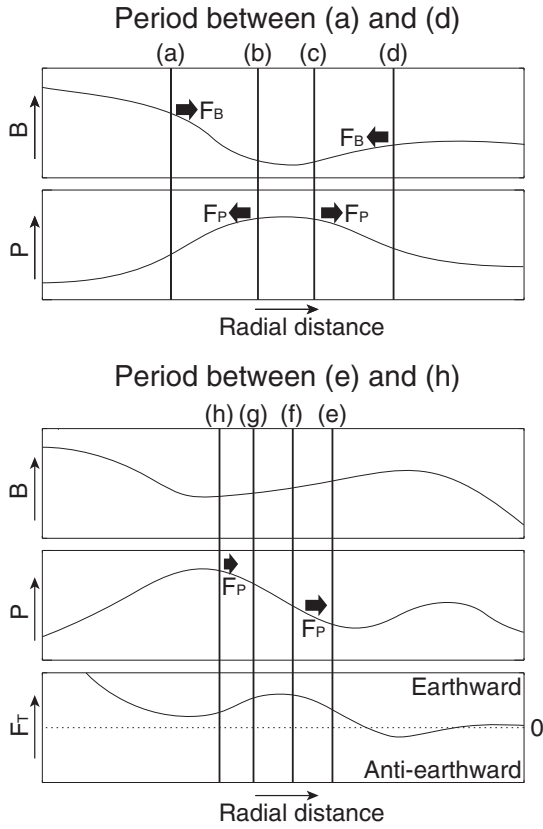 Period between (a) and (d)
(a) (b) (c) (d)
B
F_B
F_B
P
F_P
F_P
Radial distance
Period between (e) and (h)
(h) (g) (f) (e)
B
P
F_P
F_P
F_T
Earthward
0
Anti-earthward
Radial distance